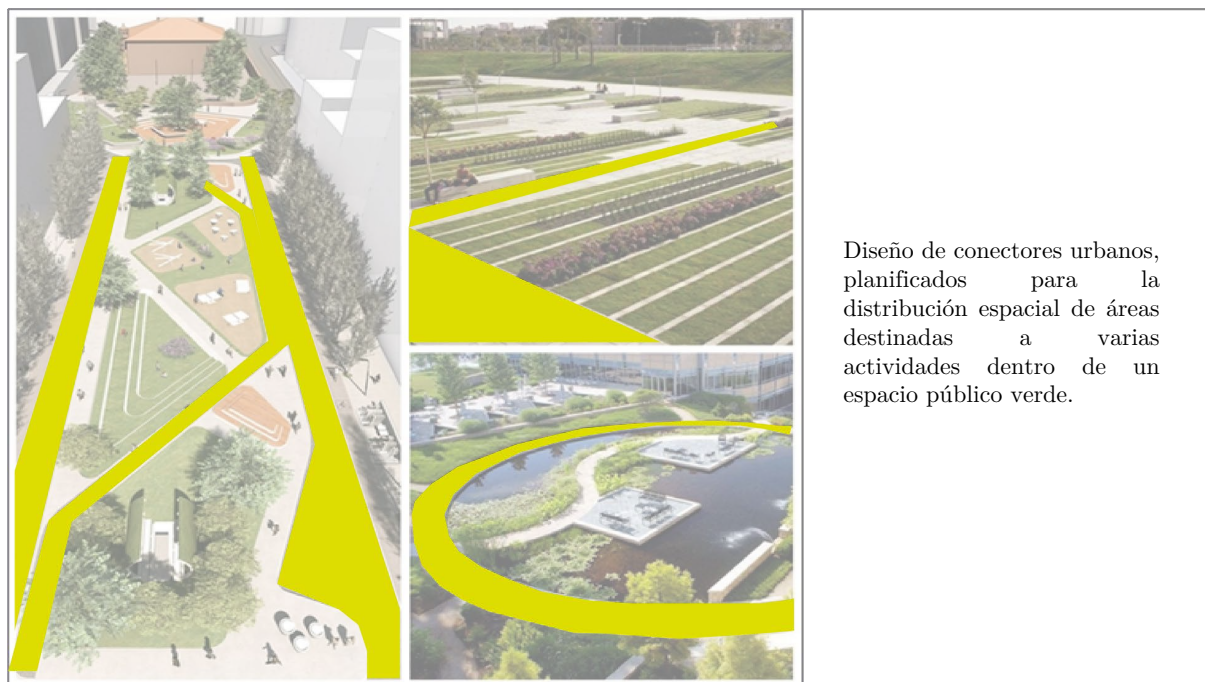 Diseño de conectores urbanos,
planificados para la
distribución espacial de áreas
destinadas a varias
actividades dentro de un
espacio público verde.